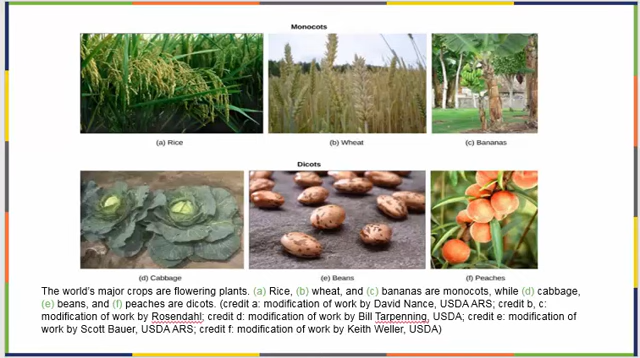 Monocots
(a) Rice
(b) Wheat
(c) Bananas
Dicots
(d) Cabbage
(e) Beans
(f) Peaches
The world's major crops are flowering plants. (a) Rice, (b) wheat, and (c) bananas are monocots, while (d) cabbage,
(e) beans, and (f) peaches are dicots. (credit a: modification of work by David Nance, USDA ARS; credit b, c:
modification of work by Rosendahl; credit d: modification of work by Bill Tarpenning, USDA; credit e: modification of
work by Scott Bauer, USDA ARS; credit f: modification of work by Keith Weller, USDA)